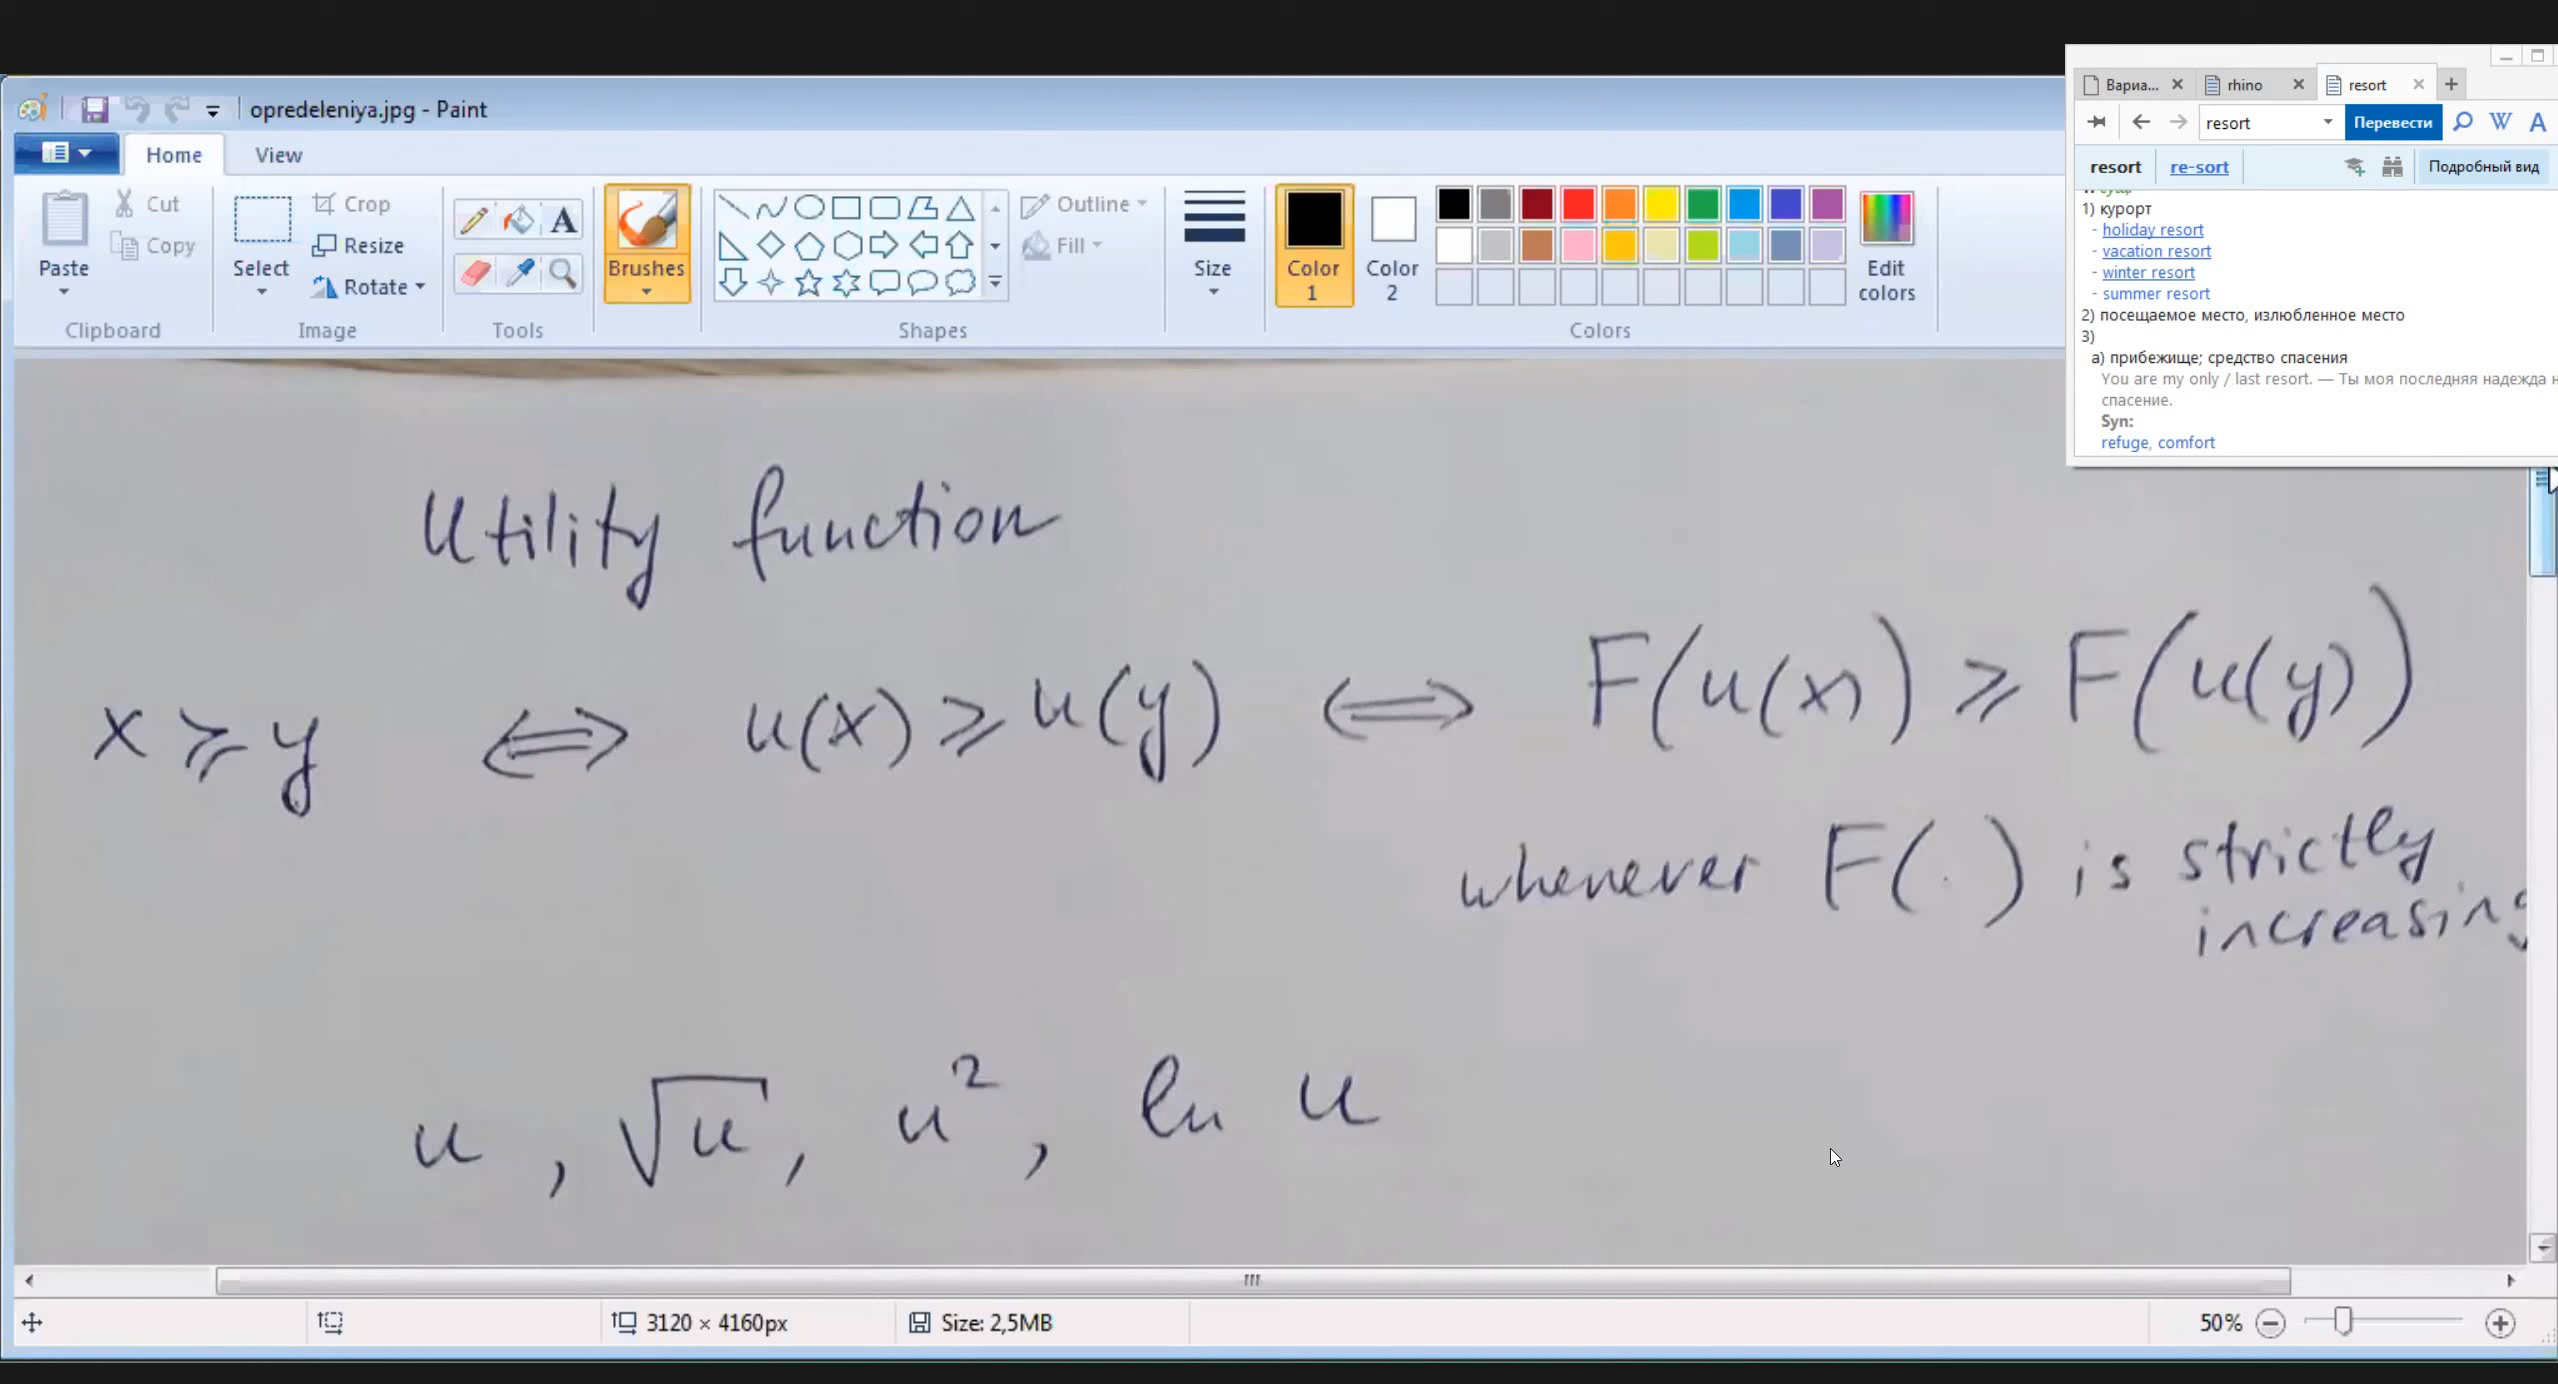 opredeleniya.jpg - Paint
Home View
Paste
Cut
Copy
Clipboard
Select
Crop
Resize
Rotate
Image
Tools
Brushes
Shapes
Outline
Fill
Size
Color 1
Color 2
Edit colors
Colors
Вариа... rhino resort
resort Перевести W A
resort re-sort Подробный вид
1) курорт
- holiday resort
- vacation resort
- winter resort
- summer resort
2) посещаемое место, излюбленное место
3)
а) прибежище; средство спасения
You are my only / last resort. — Ты моя последняя надежда н
спасение.
Syn:
refuge, comfort
Utility function
x ≽ y ⇔ u(x) ≥ u(y) ⇔ F(u(x)) ≥ F(u(y))
whenever F(.) is strictly
increasing
u, √u, u², ln u
3120 × 4160px Size: 2,5MB 50%